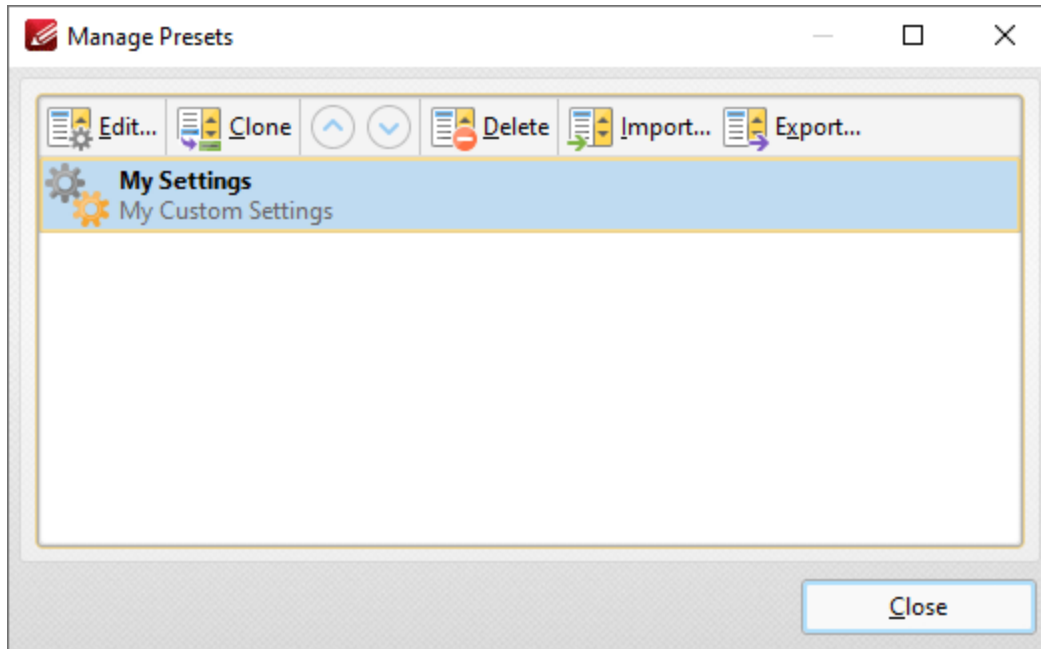 Manage Presets
Edit... Clone Delete Import... Export...
My Settings
My Custom Settings
Close